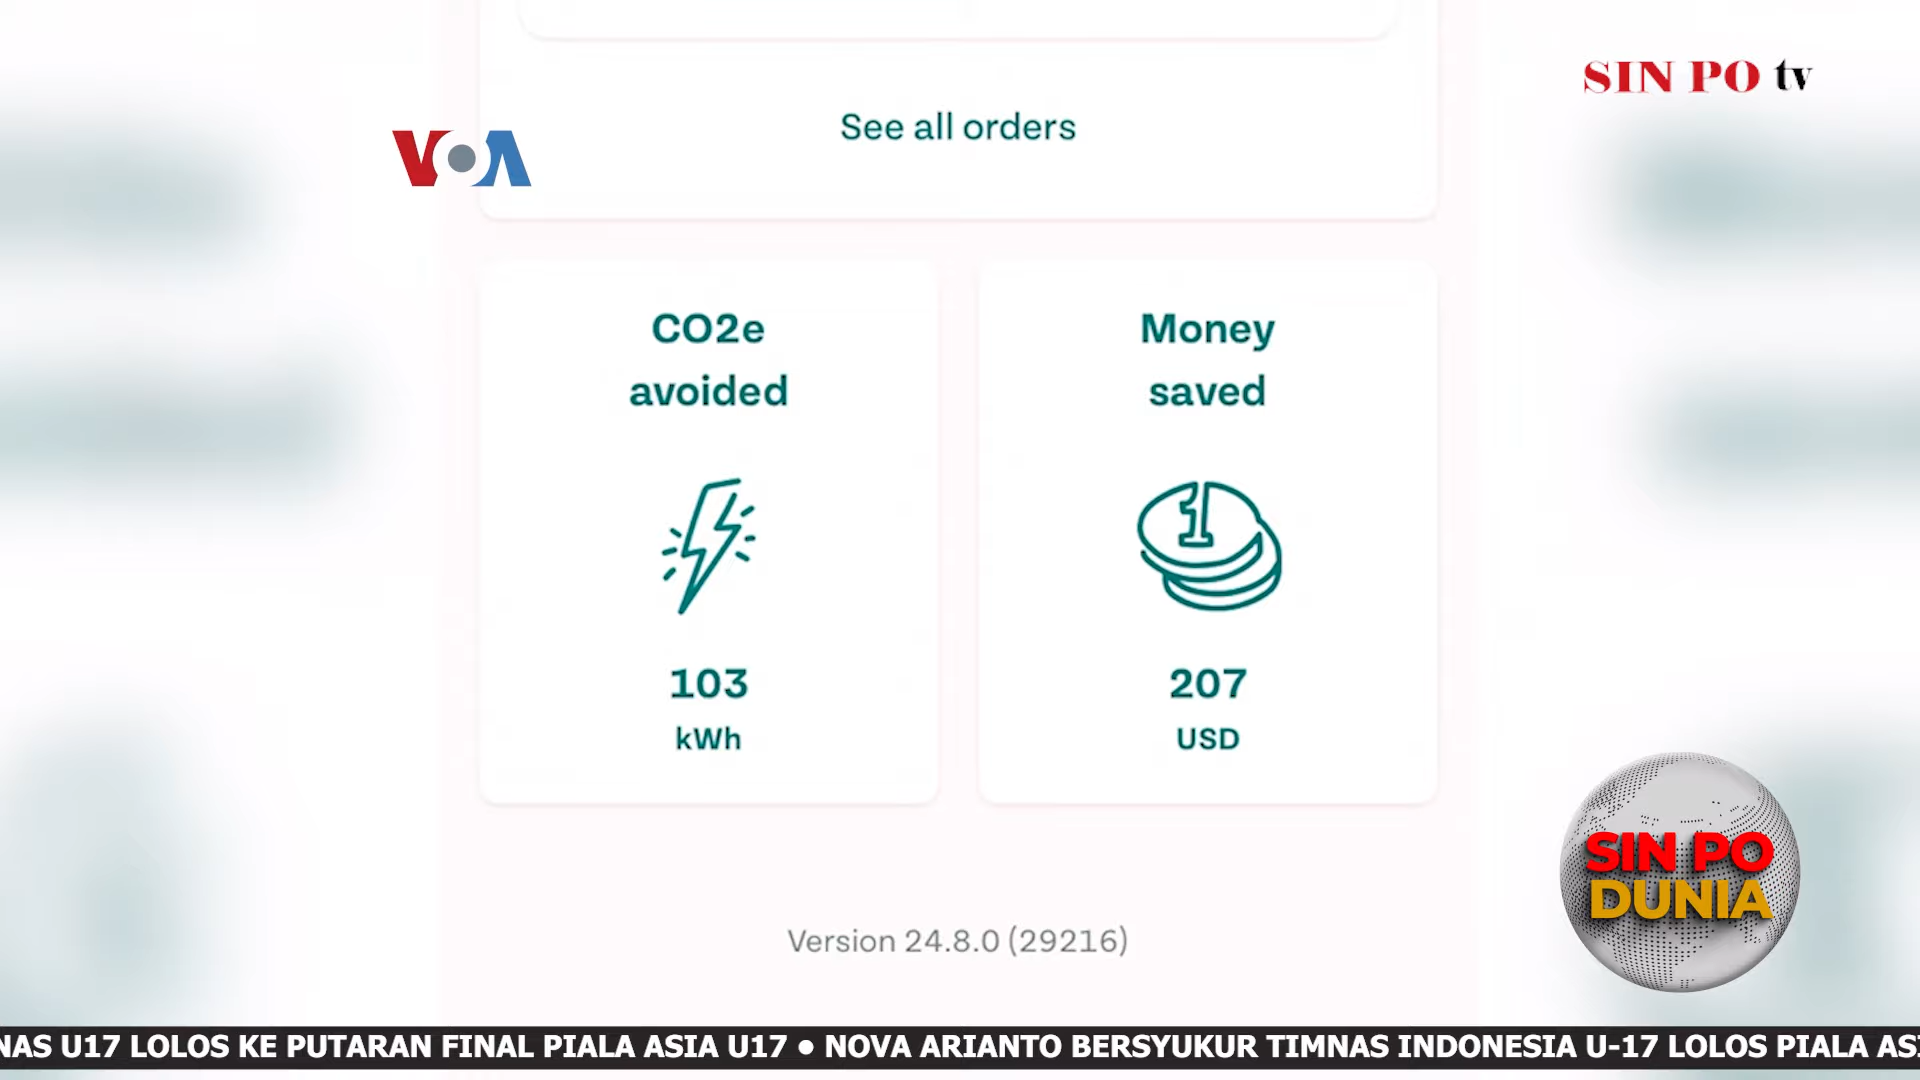 SIN PO tv
See all orders
VOA
CO2e
avoided
Money
saved
1
103
kWh
207
USD
SIN PO
DUNIA
Version 24.8.0 (29216)
NAS U17 LOLOS KE PUTARAN FINAL PIALA ASIA U17 ● NOVA ARIANTO BERSYUKUR TIMNAS INDONESIA U-17 LOLOS PIALA ASI